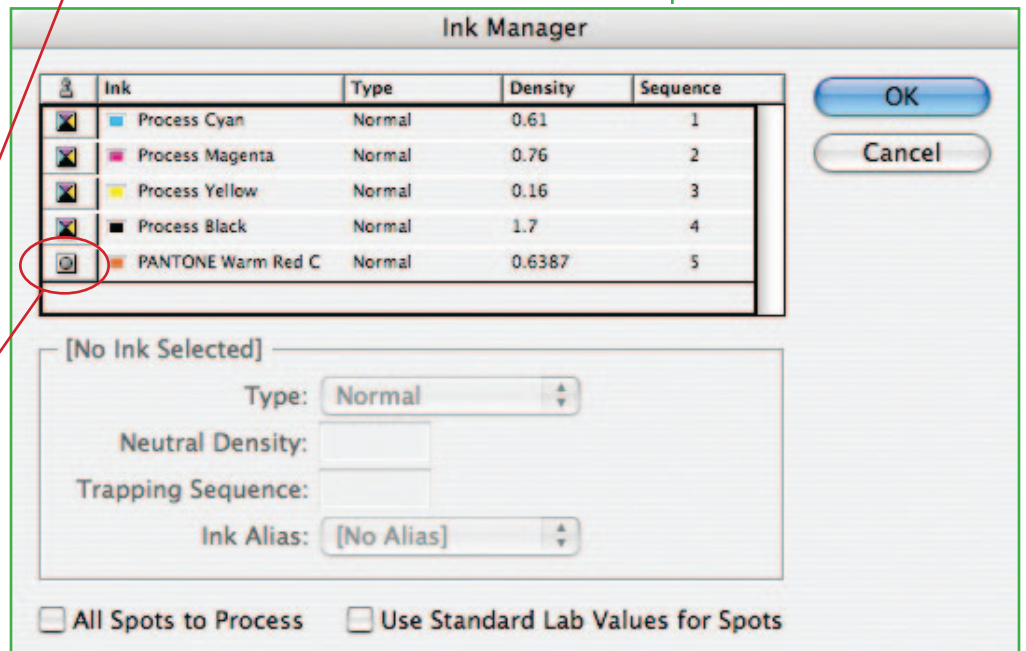 Ink Manager
Ink Type Density Sequence
Process Cyan Normal 0.61 1
Process Magenta Normal 0.76 2
Process Yellow Normal 0.16 3
Process Black Normal 1.7 4
PANTONE Warm Red C Normal 0.6387 5
OK
Cancel
[No Ink Selected]
Type: Normal
Neutral Density:
Trapping Sequence:
Ink Alias: [No Alias]
All Spots to Process Use Standard Lab Values for Spots